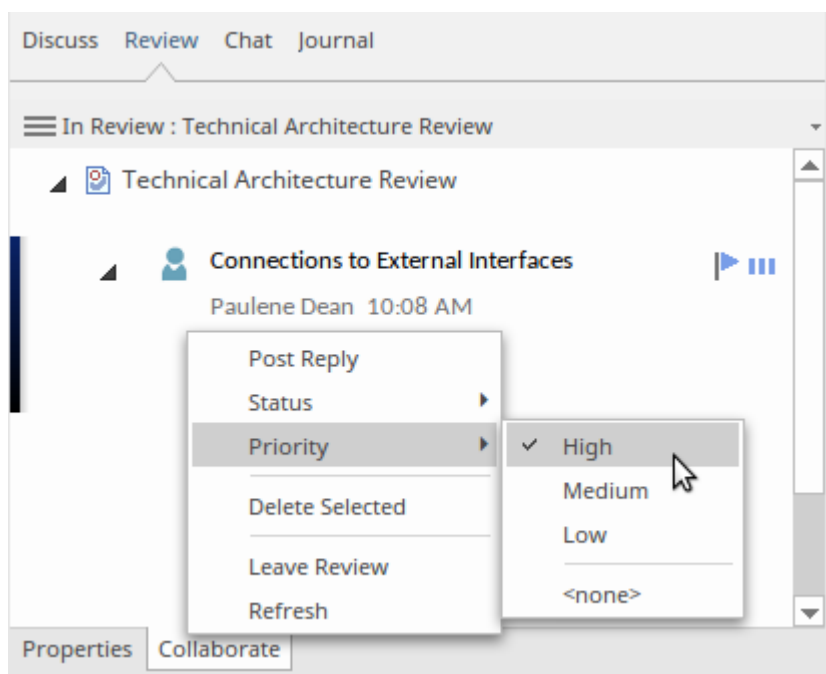 Discuss Review Chat Journal
In Review : Technical Architecture Review
Technical Architecture Review
Connections to External Interfaces
Paulene Dean 10:08 AM
Post Reply
Status
Priority
Delete Selected
Leave Review
Refresh
High
Medium
Low
<none>
Properties Collaborate